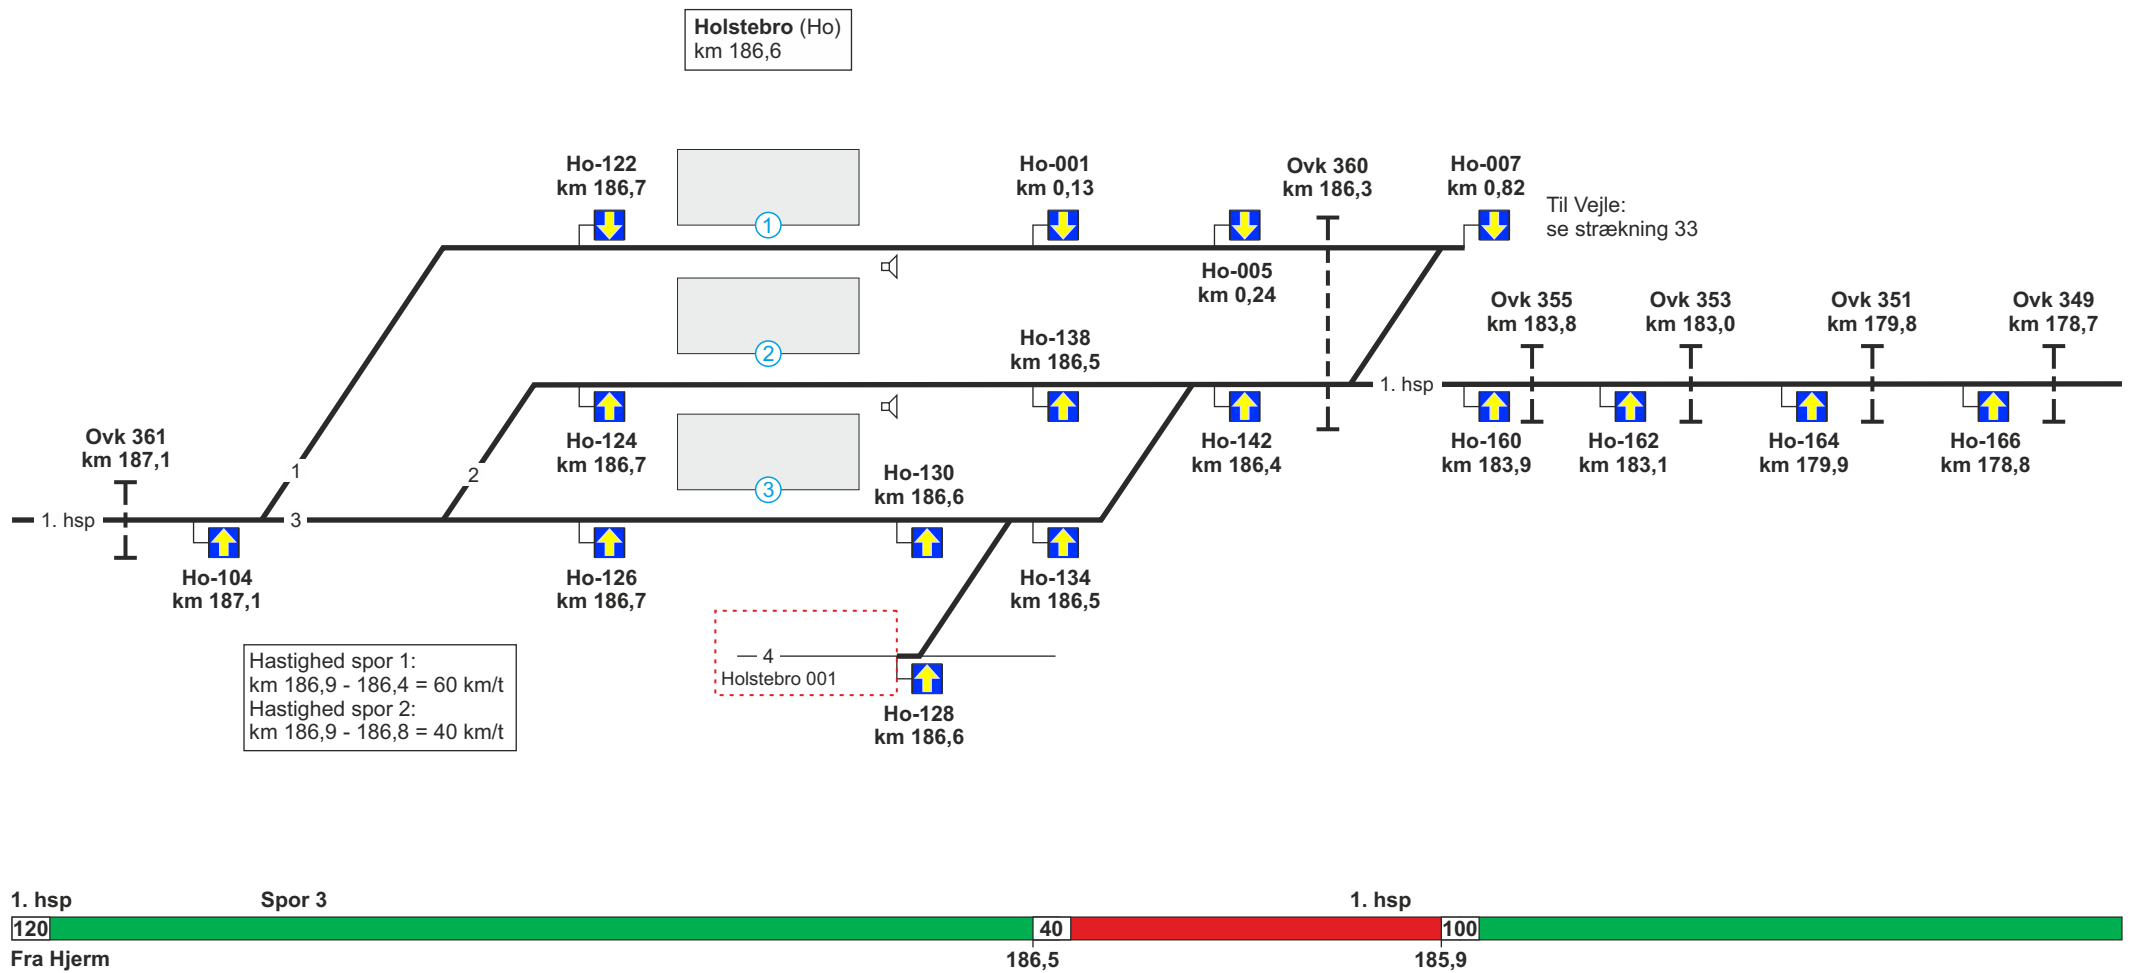 Holstebro (Ho)
km 186,6
Ho-122
km 186,7
Ho-001
km 0,13
Ovk 360
km 186,3
Ho-007
km 0,82
Til Vejle:
se strækning 33
1
Ho-005
km 0,24
Ovk 355
km 183,8
Ovk 353
km 183,0
Ovk 351
km 179,8
Ovk 349
km 178,7
2
Ho-138
km 186,5
1. hsp
Ho-124
km 186,7
Ho-142
km 186,4
Ho-160
km 183,9
Ho-162
km 183,1
Ho-164
km 179,9
Ho-166
km 178,8
Ovk 361
km 187,1
1
2
3
Ho-130
km 186,6
1. hsp
3
Ho-104
km 187,1
Ho-126
km 186,7
Ho-134
km 186,5
4
Holstebro 001
Ho-128
km 186,6
Hastighed spor 1:
km 186,9 - 186,4 = 60 km/t
Hastighed spor 2:
km 186,9 - 186,8 = 40 km/t
1. hsp
Spor 3
1. hsp
120
40
100
Fra Hjerm
186,5
185,9